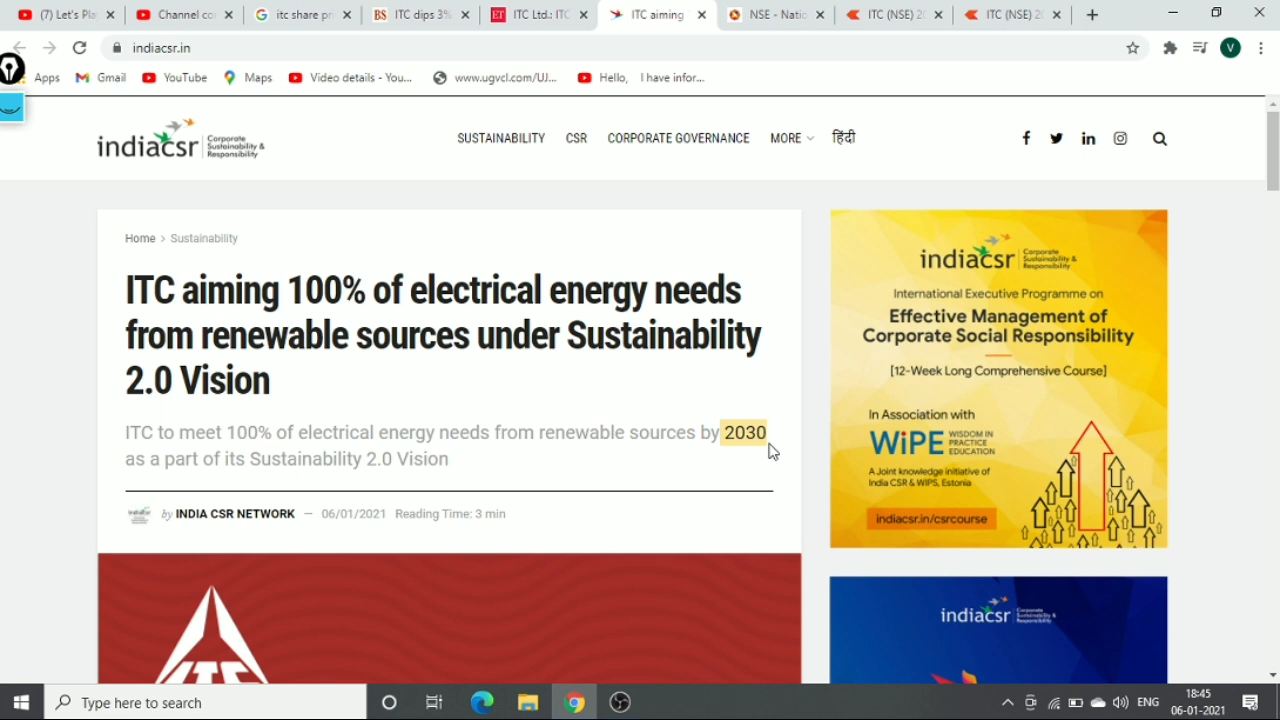 (7) Let's Pla
Channel co
itc share pri
ITC dips 3%
ITC Ltd.: ITC
ITC aiming
NSE - Natio
ITC (NSE) 20
ITC (NSE) 20
indiacsr.in
V
Apps
Gmail
YouTube
Maps
Video details - You...
www.ugvcl.com/UJ...
Hello, I have infor...
indiacsr Corporate Sustainability & Responsibility
SUSTAINABILITY CSR CORPORATE GOVERNANCE MORE हिंदी
Home > Sustainability
ITC aiming 100% of electrical energy needs
from renewable sources under Sustainability
2.0 Vision
ITC to meet 100% of electrical energy needs from renewable sources by 2030
as a part of its Sustainability 2.0 Vision
by INDIA CSR NETWORK — 06/01/2021 Reading Time: 3 min
ITC
indiacsr Corporate Sustainability & Responsibility
International Executive Programme on
Effective Management of
Corporate Social Responsibility
[12-Week Long Comprehensive Course]
In Association with
WiPE WISDOM IN PRACTICE EDUCATION
A Joint knowledge initiative of
India CSR & WIPS, Estonia
indiacsr.in/csrcourse
indiacsr Corporate Sustainability & Responsibility
Type here to search
ENG
18:45
06-01-2021